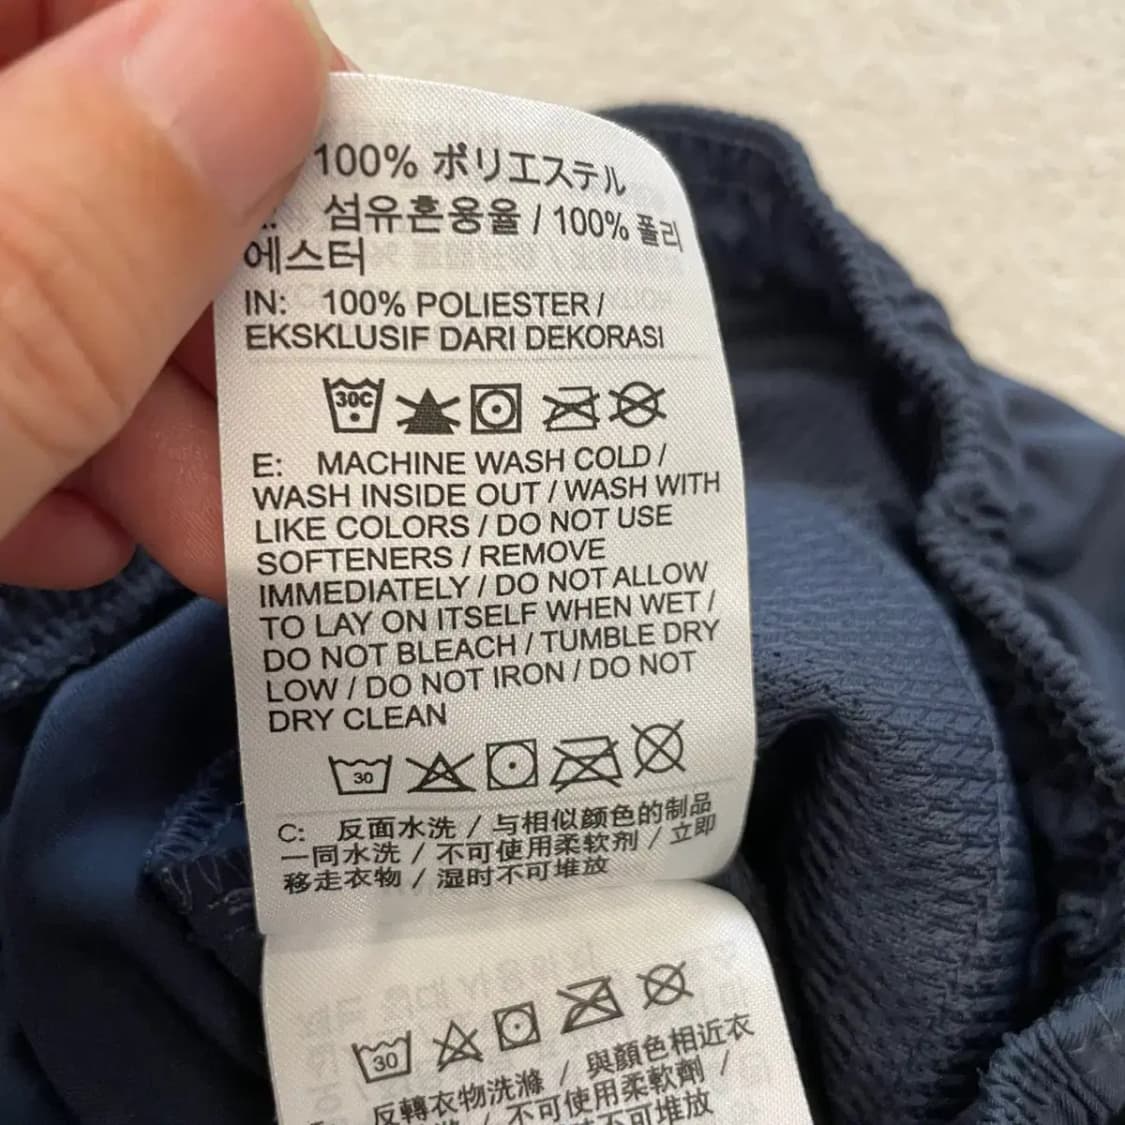 100% ポリエステル
섬유혼용율 / 100% 폴리
에스터
IN: 100% POLIESTER /
EKSKLUSIF DARI DEKORASI
30C
E: MACHINE WASH COLD /
WASH INSIDE OUT / WASH WITH
LIKE COLORS / DO NOT USE
SOFTENERS / REMOVE
IMMEDIATELY / DO NOT ALLOW
TO LAY ON ITSELF WHEN WET /
DO NOT BLEACH / TUMBLE DRY
LOW / DO NOT IRON / DO NOT
DRY CLEAN
30
C: 反面水洗 / 与相似颜色的制品
一同水洗 / 不可使用柔软剂 / 立即
移走衣物 / 湿时不可堆放
30
反轉衣物洗滌 / 與顏色相近衣
/ 不可使用柔軟劑 /
/ 濕時不可堆放